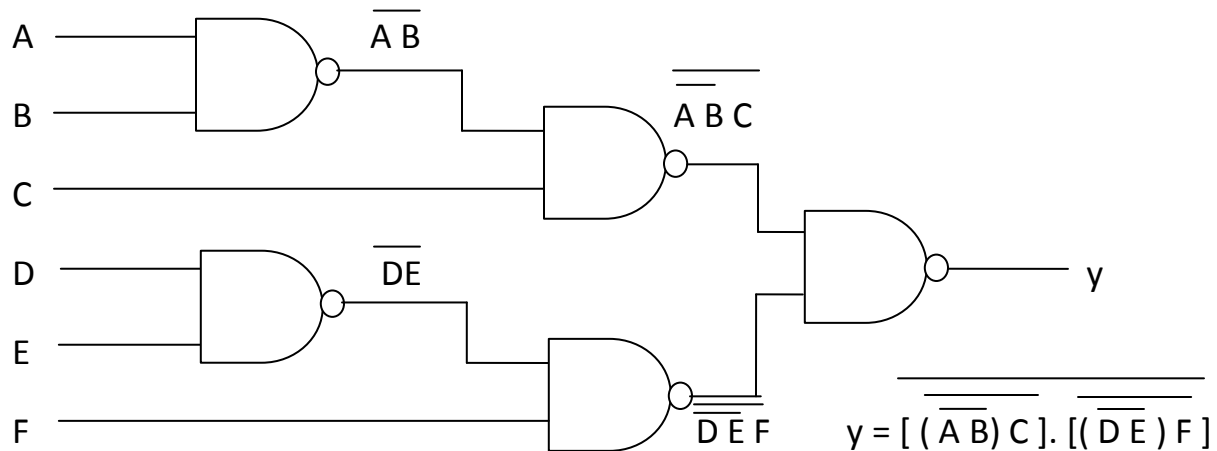 A
A B
B
A B C
C
D
DE
y
E
F
D E F
y = [ ( A B) C ]. [( D E ) F ]